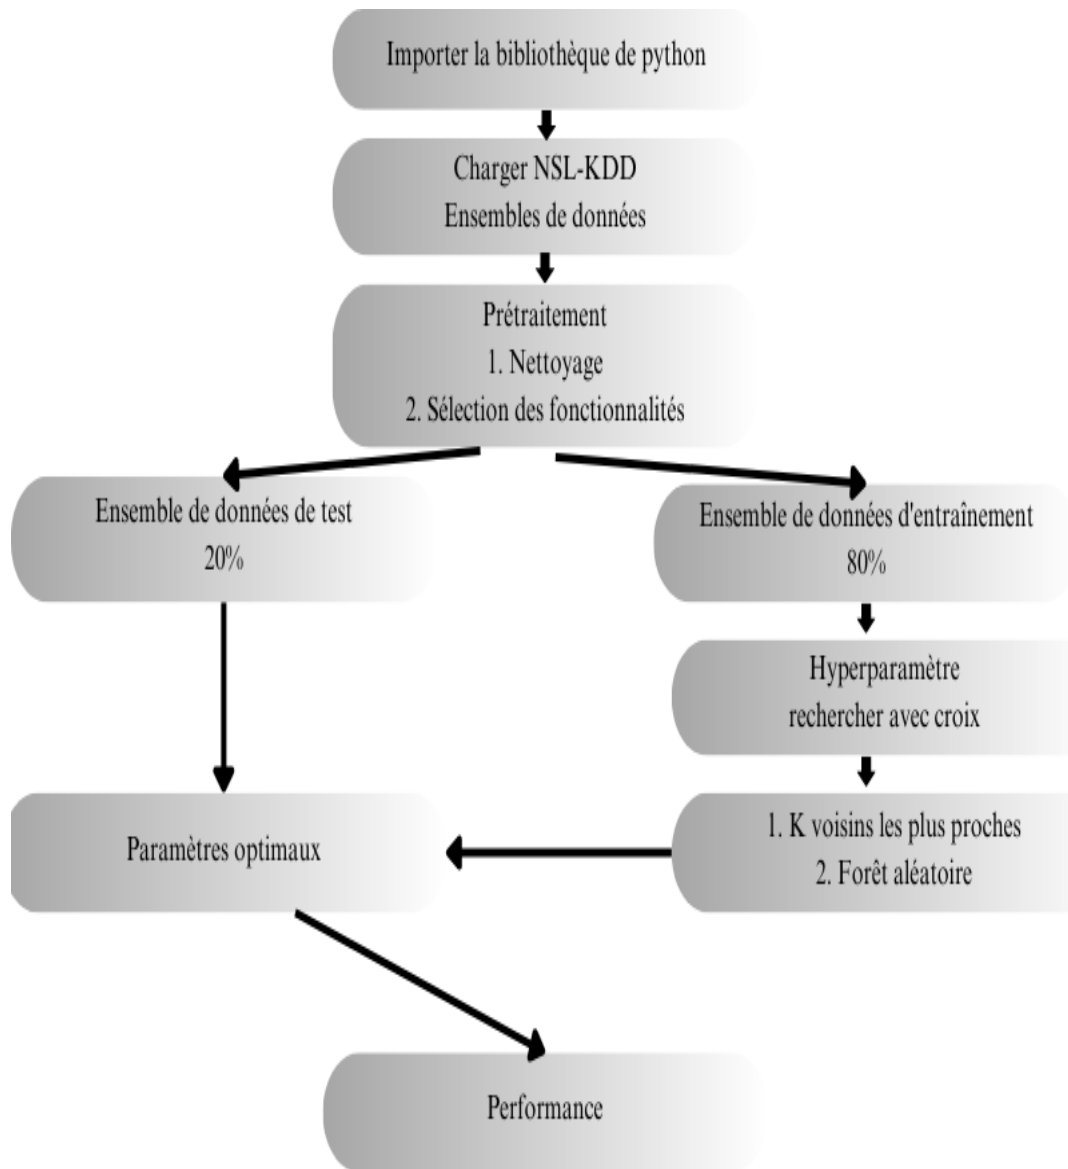 Importer la bibliothèque de python
Charger NSL-KDD
Ensembles de données
Prétraitement
1. Nettoyage
2. Sélection des fonctionnalités
Ensemble de données de test
20%
Ensemble de données d'entraînement
80%
Hyperparamètre
rechercher avec croix
1. K voisins les plus proches
2. Forêt aléatoire
Paramètres optimaux
Performance